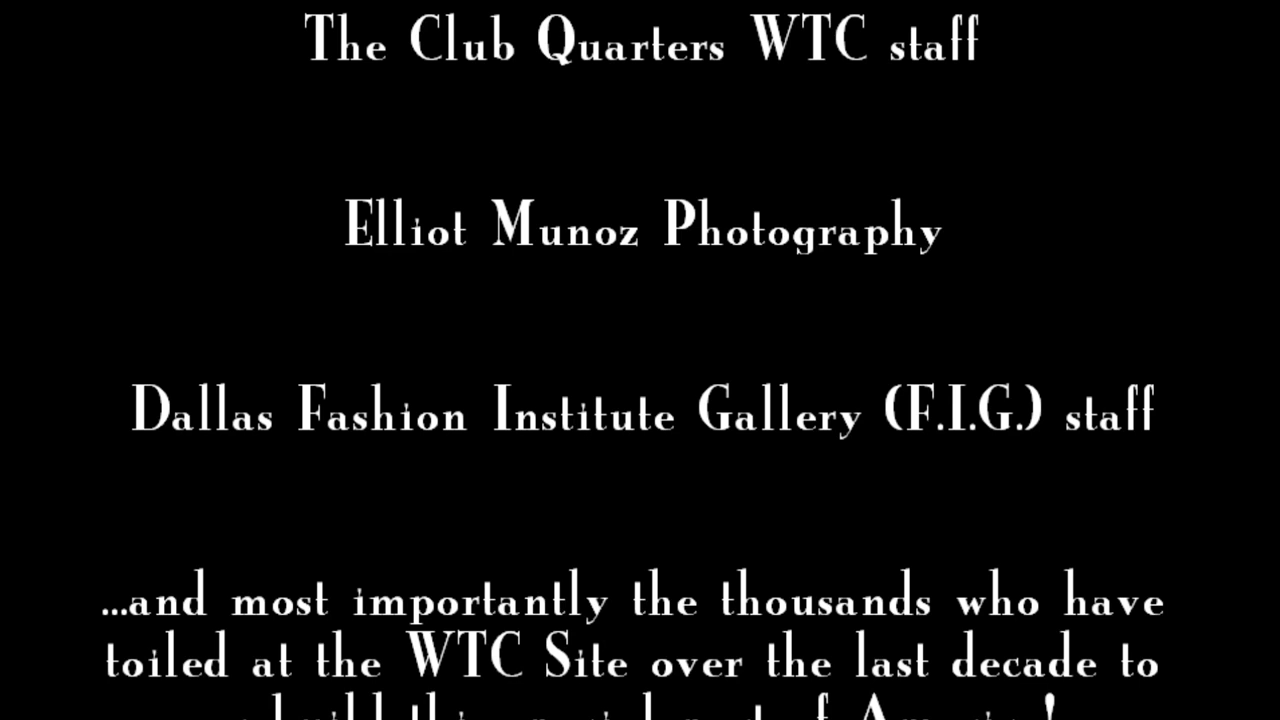 The Club Quarters WTC staff
Elliot Munoz Photography
Dallas Fashion Institute Gallery (F.I.G.) staff
...and most importantly the thousands who have
toiled at the WTC Site over the last decade to